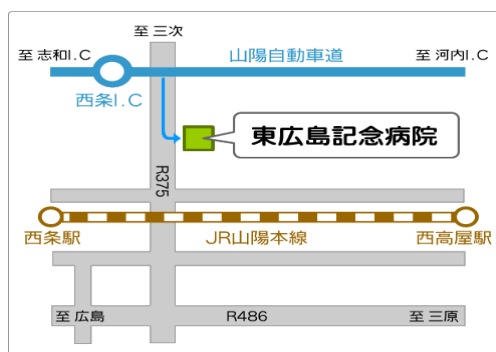 至 三次
至 志和I.C
山陽自動車道
至 河内I.C
西条I.C
東広島記念病院
R375
西条駅
JR山陽本線
西高屋駅
至 広島
R486
至 三原